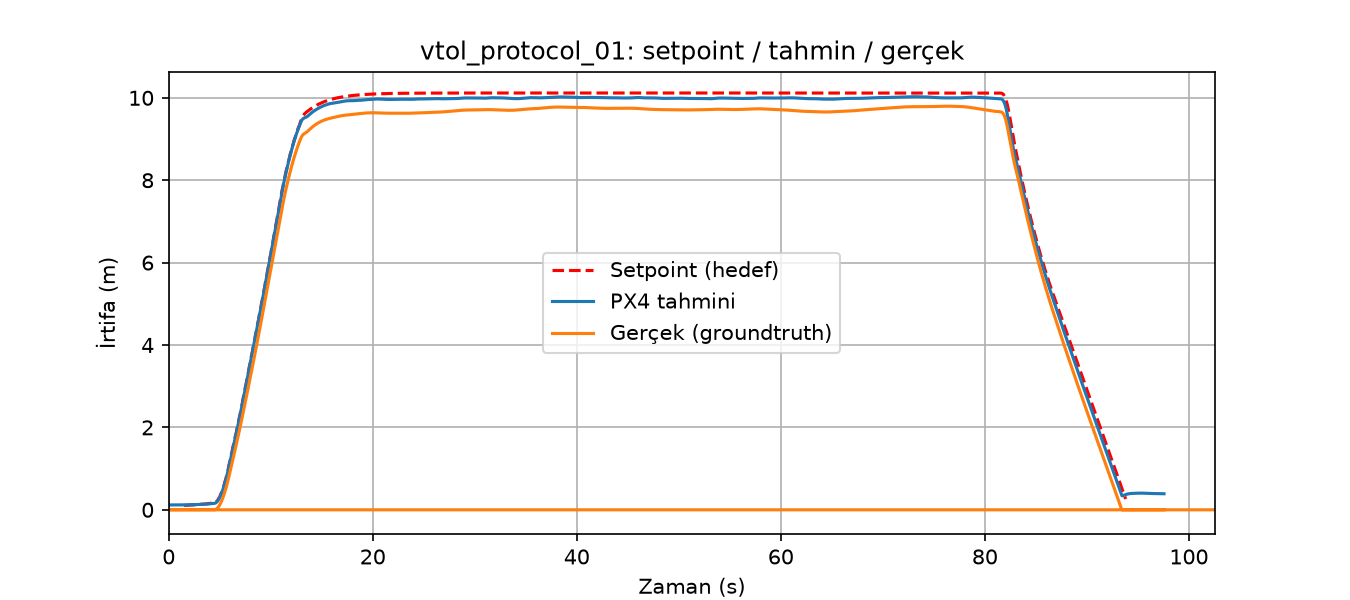 vtol_protocol_01: setpoint / tahmin / gerçek
İrtifa (m)
10
8
6
4
2
0
Setpoint (hedef)
PX4 tahmini
Gerçek (groundtruth)
0 20 40 60 80 100
Zaman (s)